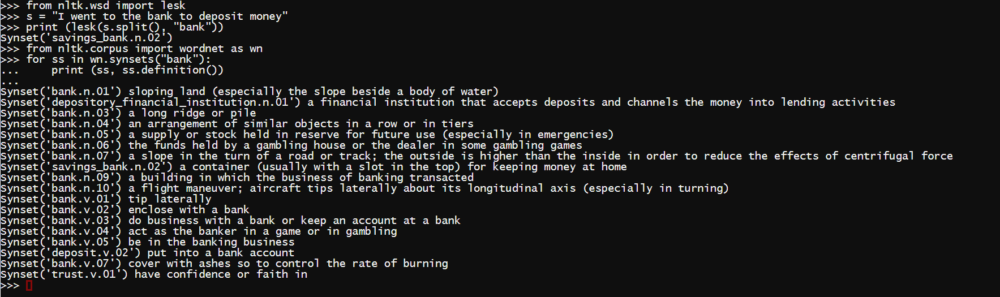 >>> from nltk.wsd import lesk
>>> s = "I went to the bank to deposit money"
>>> print (lesk(s.split(), "bank"))
Synset('savings_bank.n.02')
>>> from nltk.corpus import wordnet as wn
>>> for ss in wn.synsets("bank"):
...     print (ss, ss.definition())
...
Synset('bank.n.01') sloping land (especially the slope beside a body of water)
Synset('depository_financial_institution.n.01') a financial institution that accepts deposits and channels the money into lending activities
Synset('bank.n.03') a long ridge or pile
Synset('bank.n.04') an arrangement of similar objects in a row or in tiers
Synset('bank.n.05') a supply or stock held in reserve for future use (especially in emergencies)
Synset('bank.n.06') the funds held by a gambling house or the dealer in some gambling games
Synset('bank.n.07') a slope in the turn of a road or track; the outside is higher than the inside in order to reduce the effects of centrifugal force
Synset('savings_bank.n.02') a container (usually with a slot in the top) for keeping money at home
Synset('bank.n.09') a building in which the business of banking transacted
Synset('bank.n.10') a flight maneuver; aircraft tips laterally about its longitudinal axis (especially in turning)
Synset('bank.v.01') tip laterally
Synset('bank.v.02') enclose with a bank
Synset('bank.v.03') do business with a bank or keep an account at a bank
Synset('bank.v.04') act as the banker in a game or in gambling
Synset('bank.v.05') be in the banking business
Synset('deposit.v.02') put into a bank account
Synset('bank.v.07') cover with ashes so to control the rate of burning
Synset('trust.v.01') have confidence or faith in
>>>